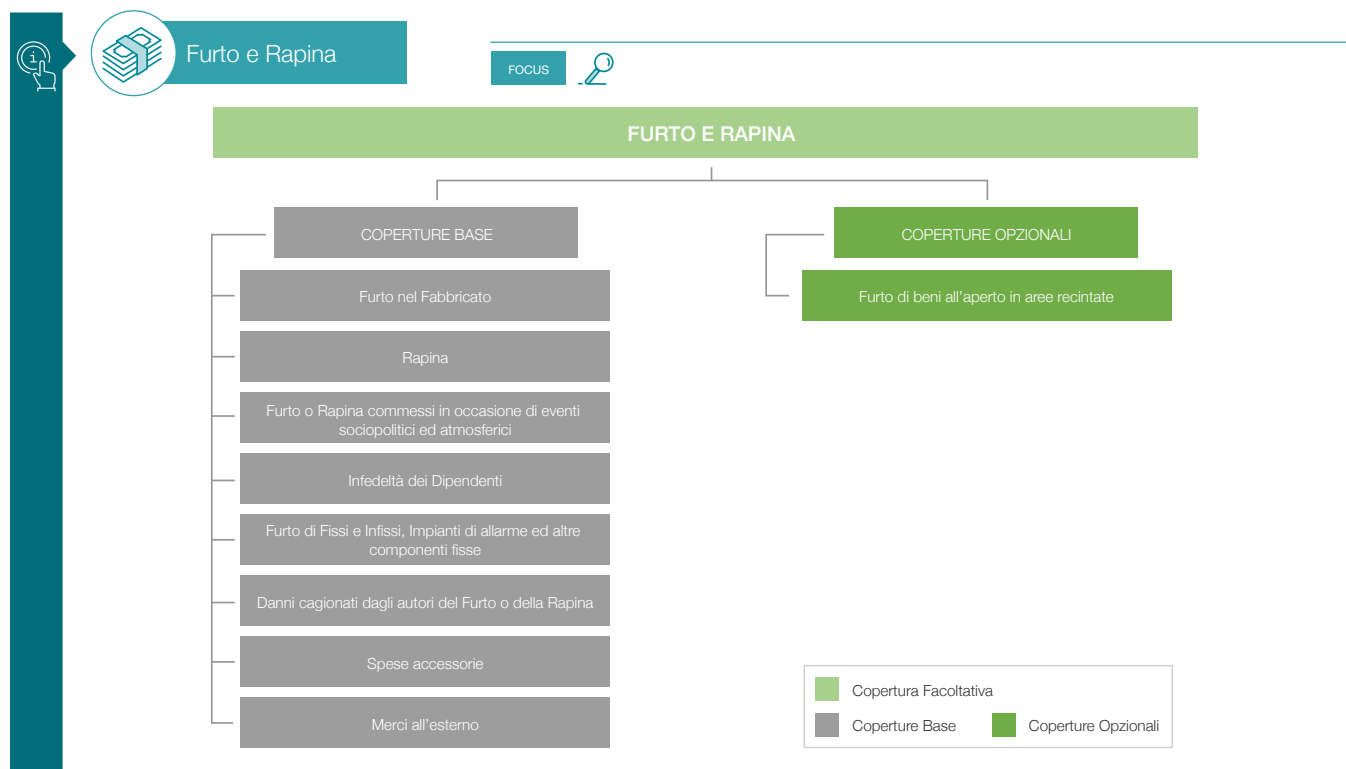 i
Furto e Rapina
FOCUS
FURTO E RAPINA
COPERTURE BASE
Furto nel Fabbricato
Rapina
Furto o Rapina commessi in occasione di eventi
sociopolitici ed atmosferici
Infedeltà dei Dipendenti
Furto di Fissi e Infissi, Impianti di allarme ed altre
componenti fisse
Danni cagionati dagli autori del Furto o della Rapina
Spese accessorie
Merci all'esterno
COPERTURE OPZIONALI
Furto di beni all'aperto in aree recintate
Copertura Facoltativa
Coperture Base
Coperture Opzionali